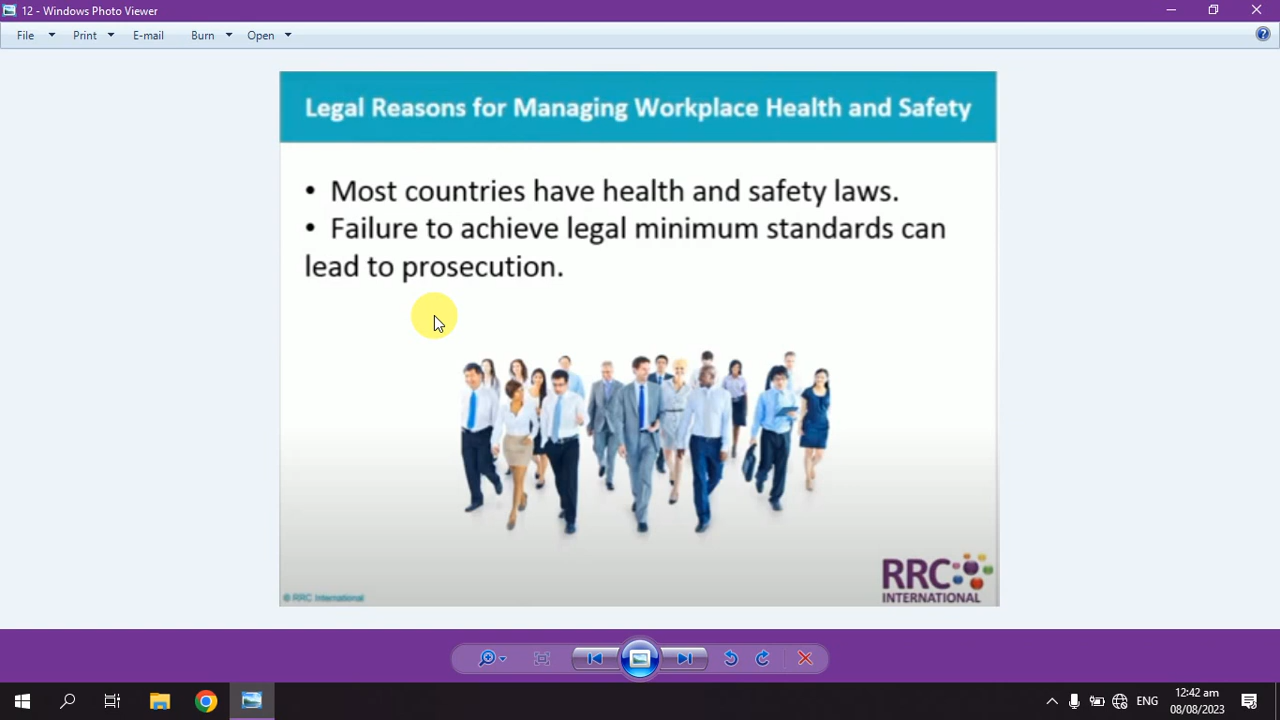 12 - Windows Photo Viewer
File Print E-mail Burn Open
Legal Reasons for Managing Workplace Health and Safety
• Most countries have health and safety laws.
• Failure to achieve legal minimum standards can
lead to prosecution.
RRC
INTERNATIONAL
© RRC International
ENG
12:42 am
08/08/2023